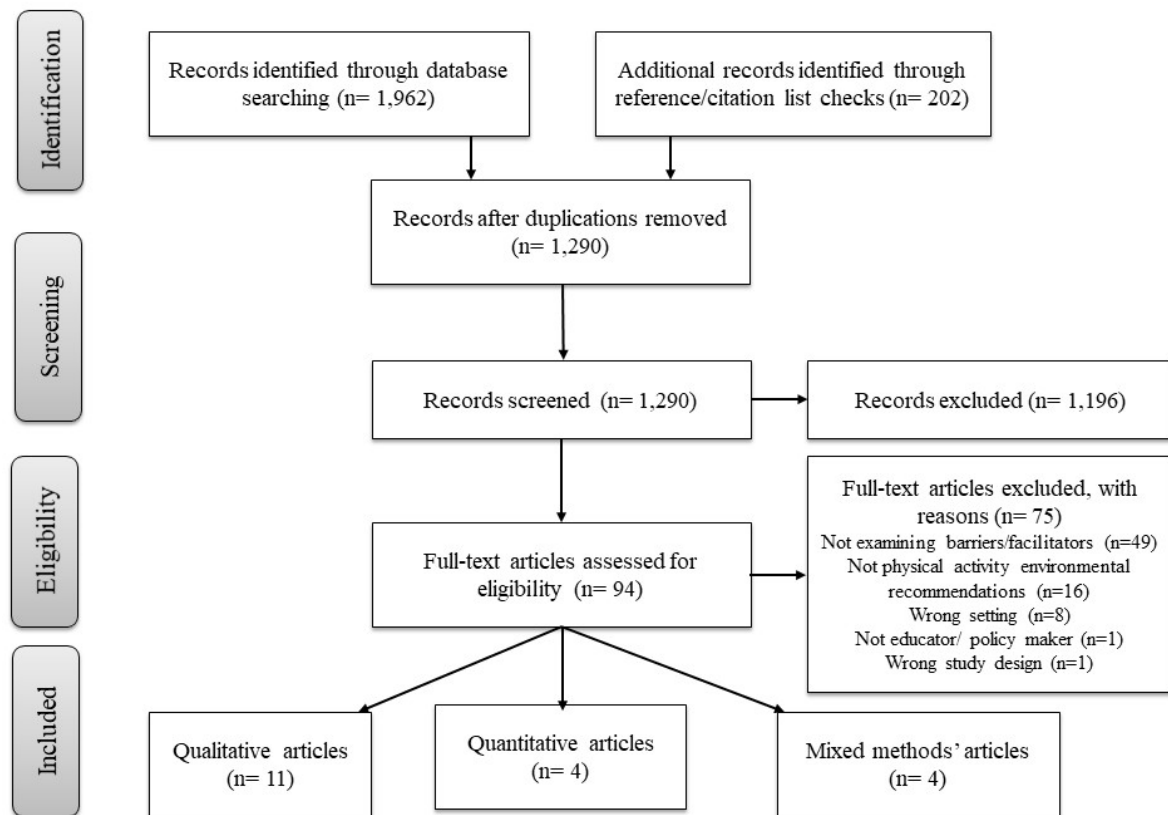 Identification
Records identified through database
searching (n= 1,962)
Additional records identified through
reference/citation list checks (n= 202)
Records after duplications removed
(n= 1,290)
Screening
Records screened (n= 1,290)
Records excluded (n= 1,196)
Eligibility
Full-text articles assessed for
eligibility (n= 94)
Full-text articles excluded, with
reasons (n= 75)
Not examining barriers/facilitators (n=49)
Not physical activity environmental
recommendations (n=16)
Wrong setting (n=8)
Not educator/ policy maker (n=1)
Wrong study design (n=1)
Included
Qualitative articles
(n= 11)
Quantitative articles
(n= 4)
Mixed methods’ articles
(n= 4)